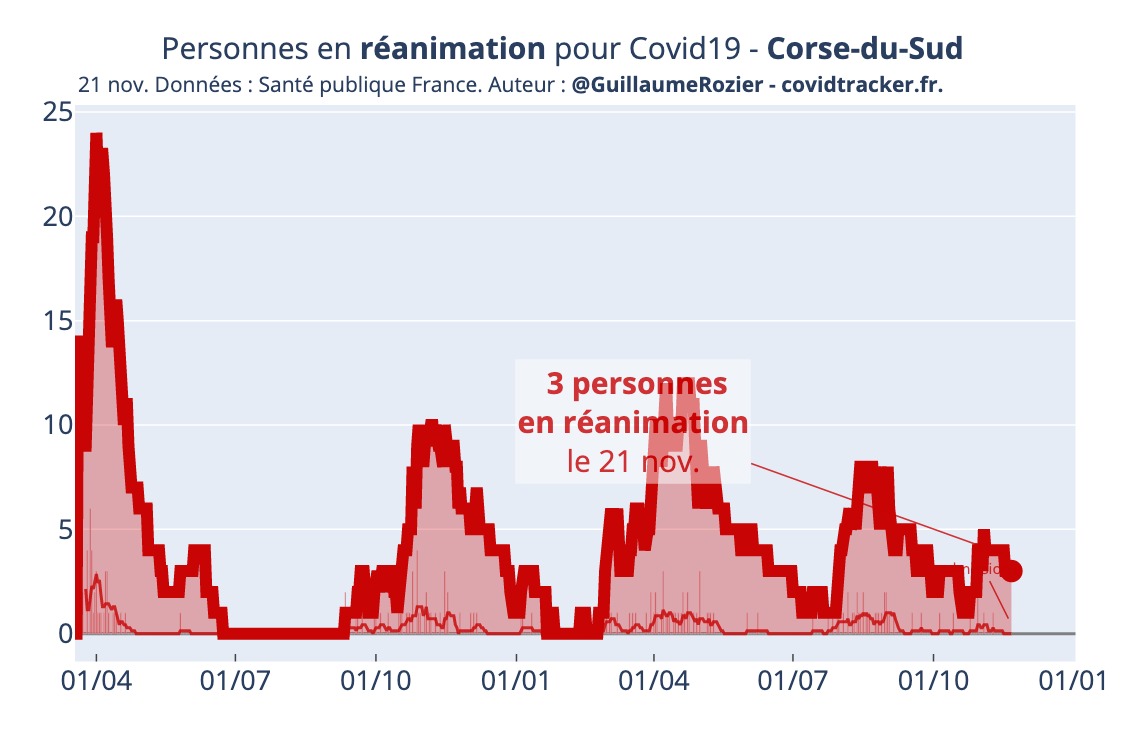 Personnes en réanimation pour Covid19 - Corse-du-Sud
21 nov. Données : Santé publique France. Auteur : @GuillaumeRozier - covidtracker.fr.
25
20
15
10
5
0
3 personnes
en réanimation
le 21 nov.
01/04
01/07
01/10
01/01
01/04
01/07
01/10
01/01